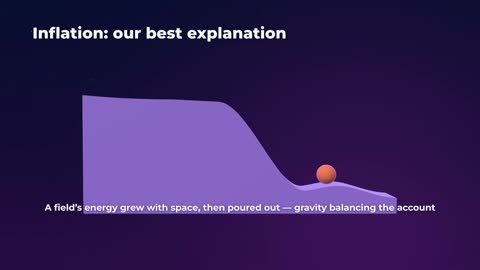 Inflation: our best explanation
A field’s energy grew with space, then poured out — gravity balancing the account